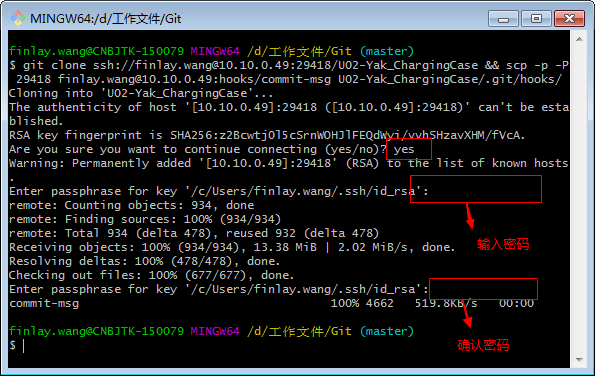 MINGW64:/d/工作文件/Git
finlay.wang@CNBJTK-150079 MINGW64 /d/工作文件/Git (master)
$ git clone ssh://finlay.wang@10.10.0.49:29418/U02-Yak_ChargingCase && scp -p -P
29418 finlay.wang@10.10.0.49:hooks/commit-msg U02-Yak_ChargingCase/.git/hooks/
Cloning into 'U02-Yak_ChargingCase'...
The authenticity of host '[10.10.0.49]:29418 ([10.10.0.49]:29418)' can't be esta
blished.
RSA key fingerprint is
Are you sure you want to continue connecting (yes/no)? yes
Warning: Permanently added '[10.10.0.49]:29418' (RSA) to the list of known hosts
.
Enter passphrase for key '/c/Users/finlay.wang/.ssh/id_rsa':
remote: Counting objects: 934, done
remote: Finding sources: 100% (934/934)
remote: Total 934 (delta 478), reused 932 (delta 478)
输入密码
Receiving objects: 100% (934/934), 13.38 MiB | 2.02 MiB/s, done.
Resolving deltas: 100% (478/478), done.
Checking out files: 100% (677/677), done.
Enter passphrase for key '/c/Users/finlay.wang/.ssh/id_rsa':
commit-msg 100% 4662 519.8KB/s 00:00
finlay.wang@CNBJTK-150079 MINGW64 /d/工作文件/Git (master)
确认密码
$